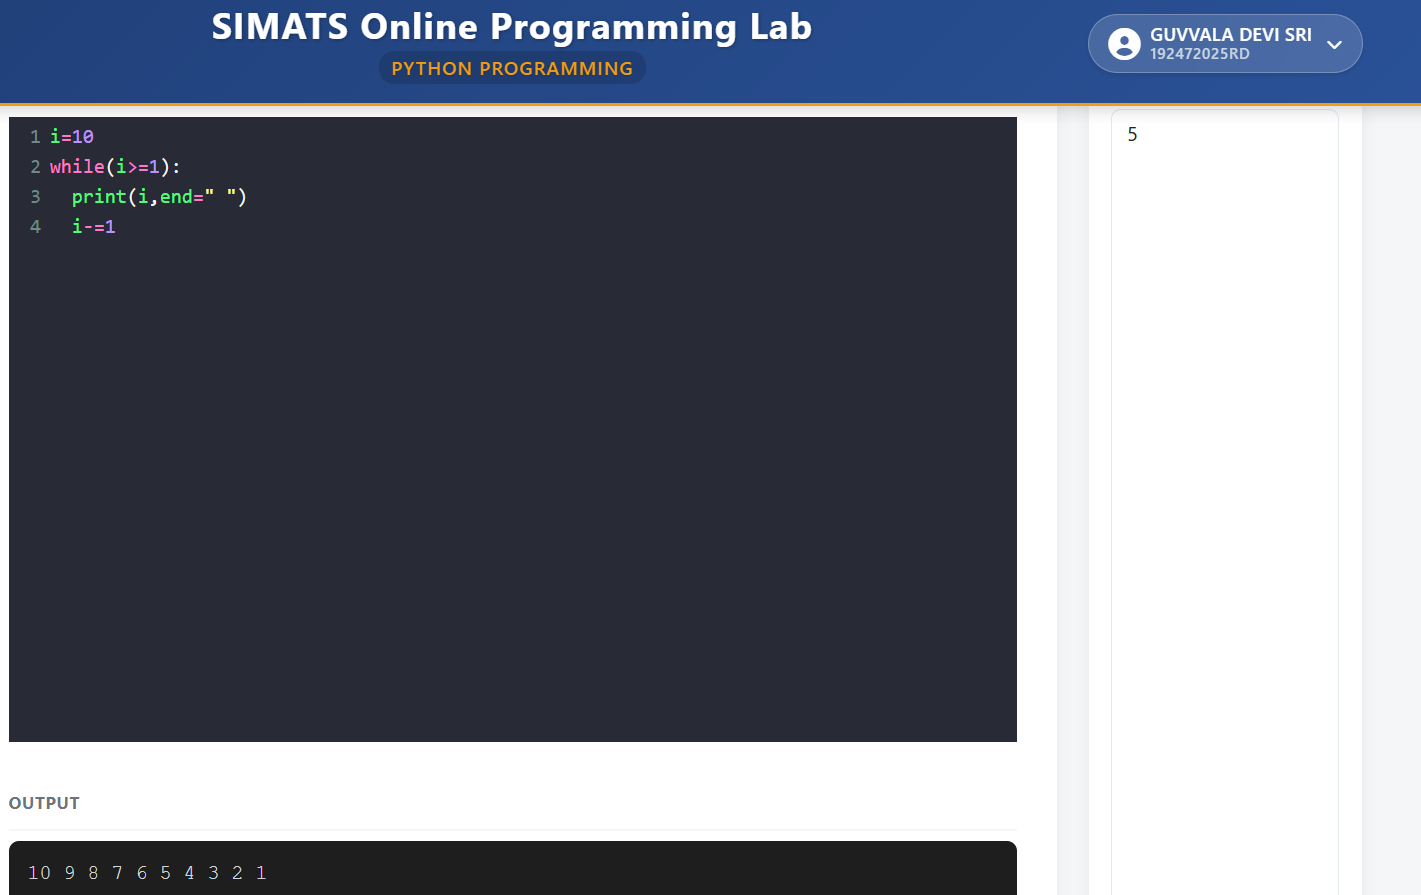 SIMATS Online Programming Lab
PYTHON PROGRAMMING
GUVVALA DEVI SRI
192472025RD
1 i=10
2 while(i>=1):
3   print(i,end=" ")
4   i-=1
5
OUTPUT
10 9 8 7 6 5 4 3 2 1